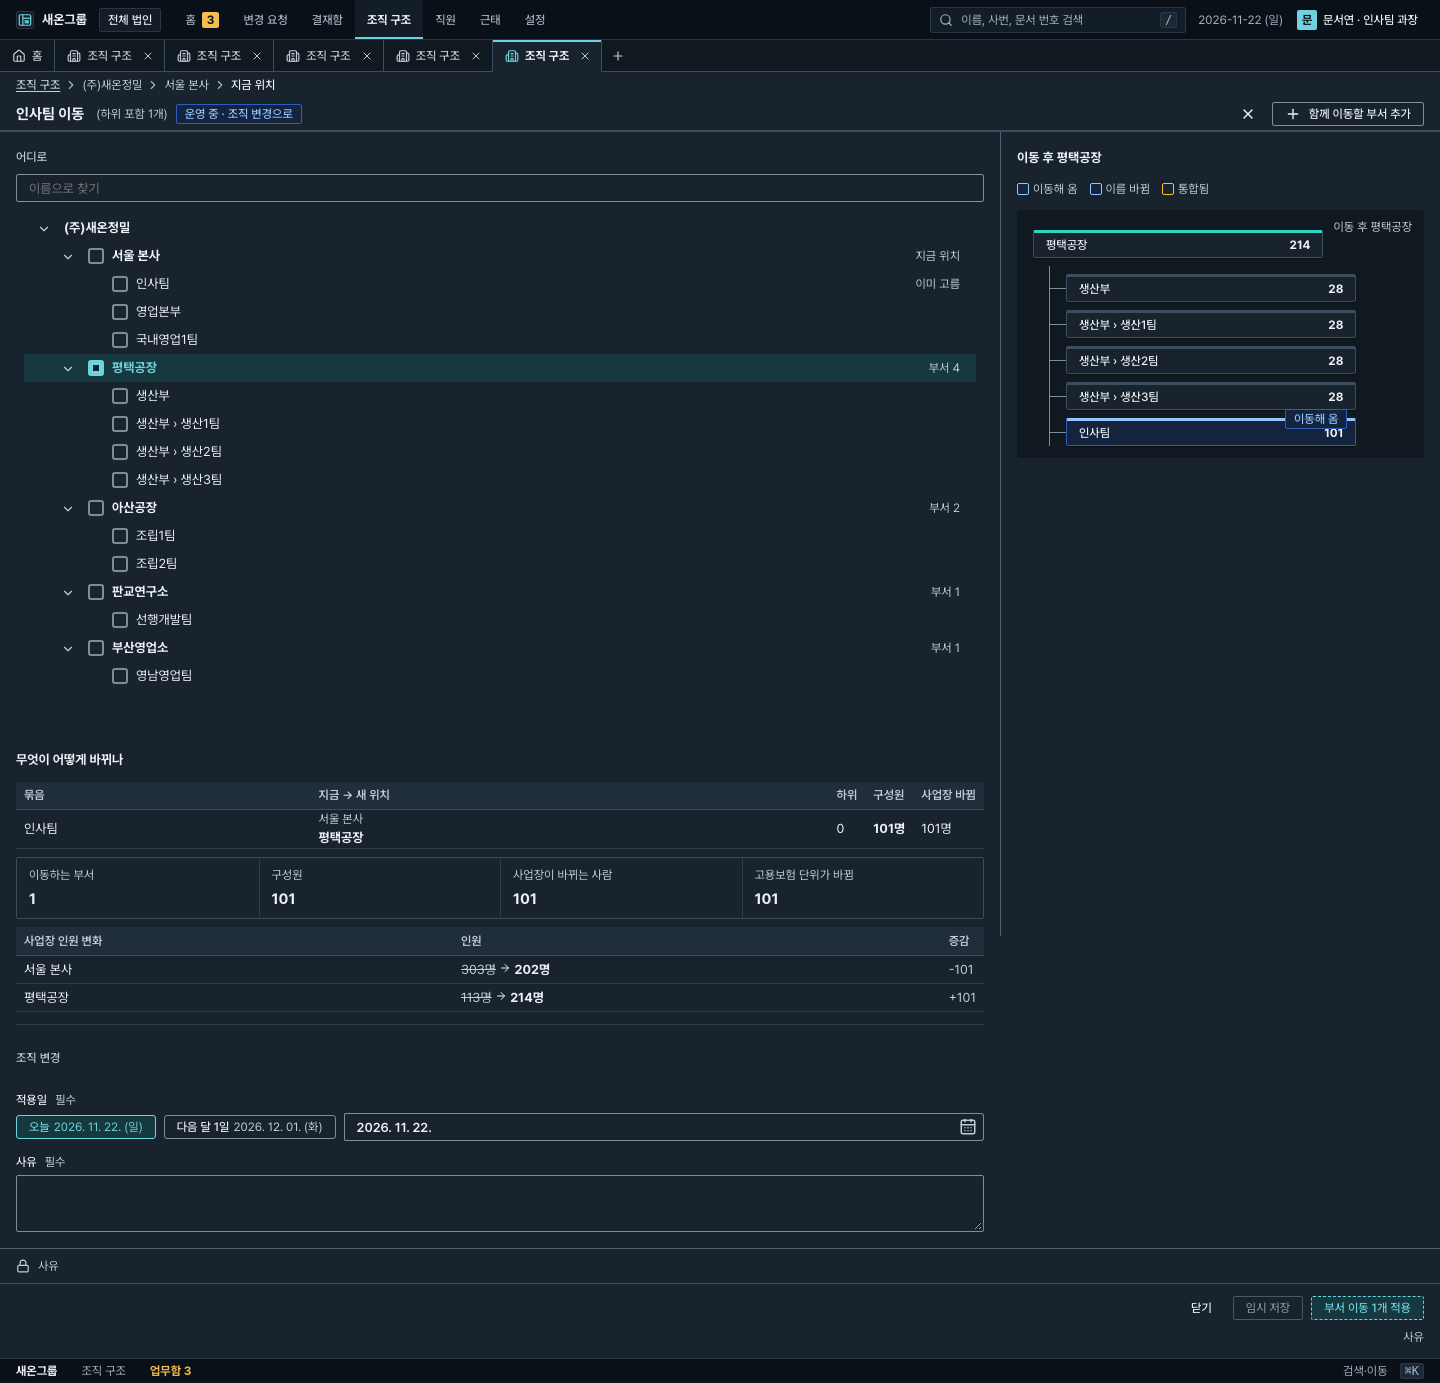 새온그룹 전체 법인 홈 3 변경 요청 결재함 조직 구조 직원 근태 설정 이름, 사번, 문서 번호 검색 / 2026-11-22 (일) 문 문서연 · 인사팀 과장
홈 조직 구조 조직 구조 조직 구조 조직 구조 조직 구조
조직 구조 (주)새온정밀 서울 본사 지금 위치
인사팀 이동 (하위 포함 1개) 운영 중 · 조직 변경으로 함께 이동할 부서 추가
어디로
이름으로 찾기
(주)새온정밀
서울 본사 지금 위치
인사팀 이미 고름
영업본부
국내영업1팀
평택공장 부서 4
생산부
생산부 › 생산1팀
생산부 › 생산2팀
생산부 › 생산3팀
아산공장 부서 2
조립1팀
조립2팀
판교연구소 부서 1
선행개발팀
부산영업소 부서 1
영남영업팀
무엇이 어떻게 바뀌나
묶음 지금 → 새 위치 하위 구성원 사업장 바뀜
인사팀 서울 본사 0 101명 101명
평택공장
이동하는 부서 구성원 사업장이 바뀌는 사람 고용보험 단위가 바뀜
1 101 101 101
사업장 인원 변화 인원 증감
서울 본사 303명 → 202명 -101
평택공장 113명 → 214명 +101
조직 변경
적용일 필수
오늘 2026. 11. 22. (일) 다음 달 1일 2026. 12. 01. (화) 2026. 11. 22.
사유 필수
이동 후 평택공장
이동해 옴 이름 바뀜 통합됨
이동 후 평택공장
평택공장 214
생산부 28
생산부 › 생산1팀 28
생산부 › 생산2팀 28
생산부 › 생산3팀 28
이동해 옴
인사팀 101
사유
닫기 임시 저장 부서 이동 1개 적용
사유
새온그룹 조직 구조 업무함 3 검색·이동 ⌘K